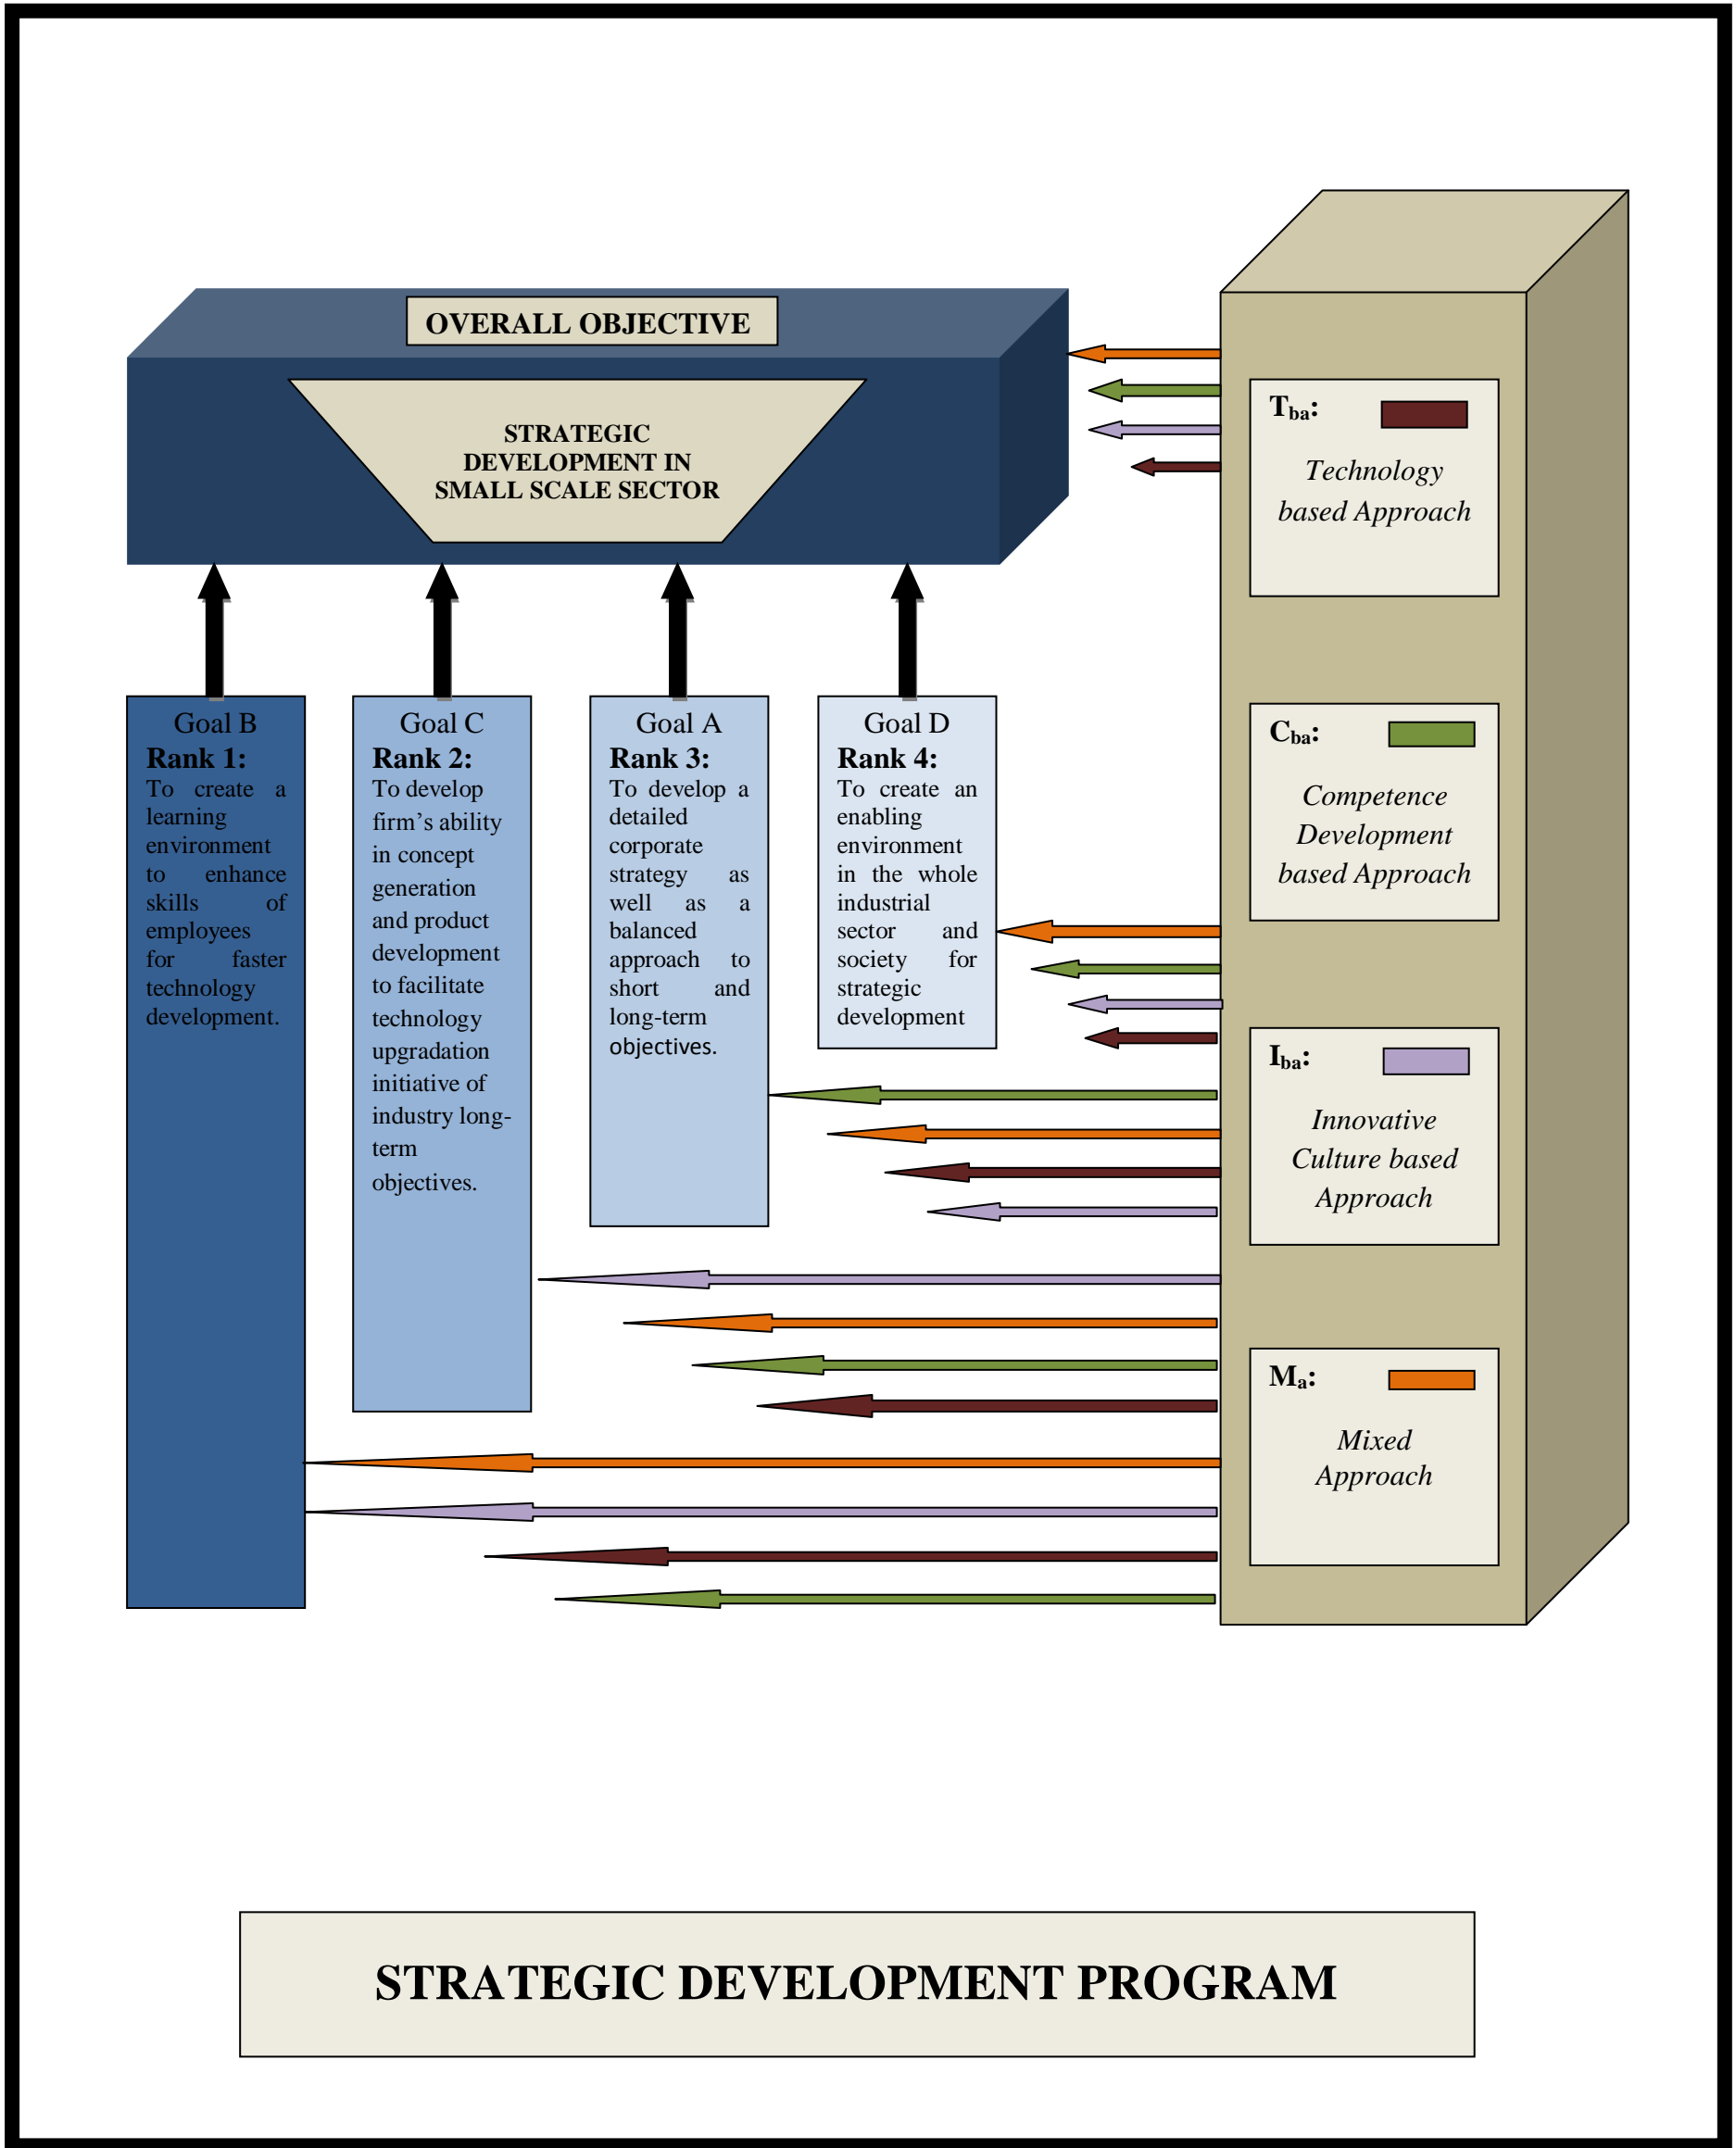 OVERALL OBJECTIVE
STRATEGIC
DEVELOPMENT IN
SMALL SCALE SECTOR
Goal B
Rank 1:
To create a
learning
environment
to enhance
skills of
employees
for faster
technology
development.
Goal C
Rank 2:
To develop
firm’s ability
in concept
generation
and product
development
to facilitate
technology
upgradation
initiative of
industry long-
term
objectives.
Goal A
Rank 3:
To develop a
detailed
corporate
strategy as
well as a
balanced
approach to
short and
long-term
objectives.
Goal D
Rank 4:
To create an
enabling
environment
in the whole
industrial
sector and
society for
strategic
development
Tba:
Technology
based Approach
Cba:
Competence
Development
based Approach
Iba:
Innovative
Culture based
Approach
Ma:
Mixed
Approach
STRATEGIC DEVELOPMENT PROGRAM